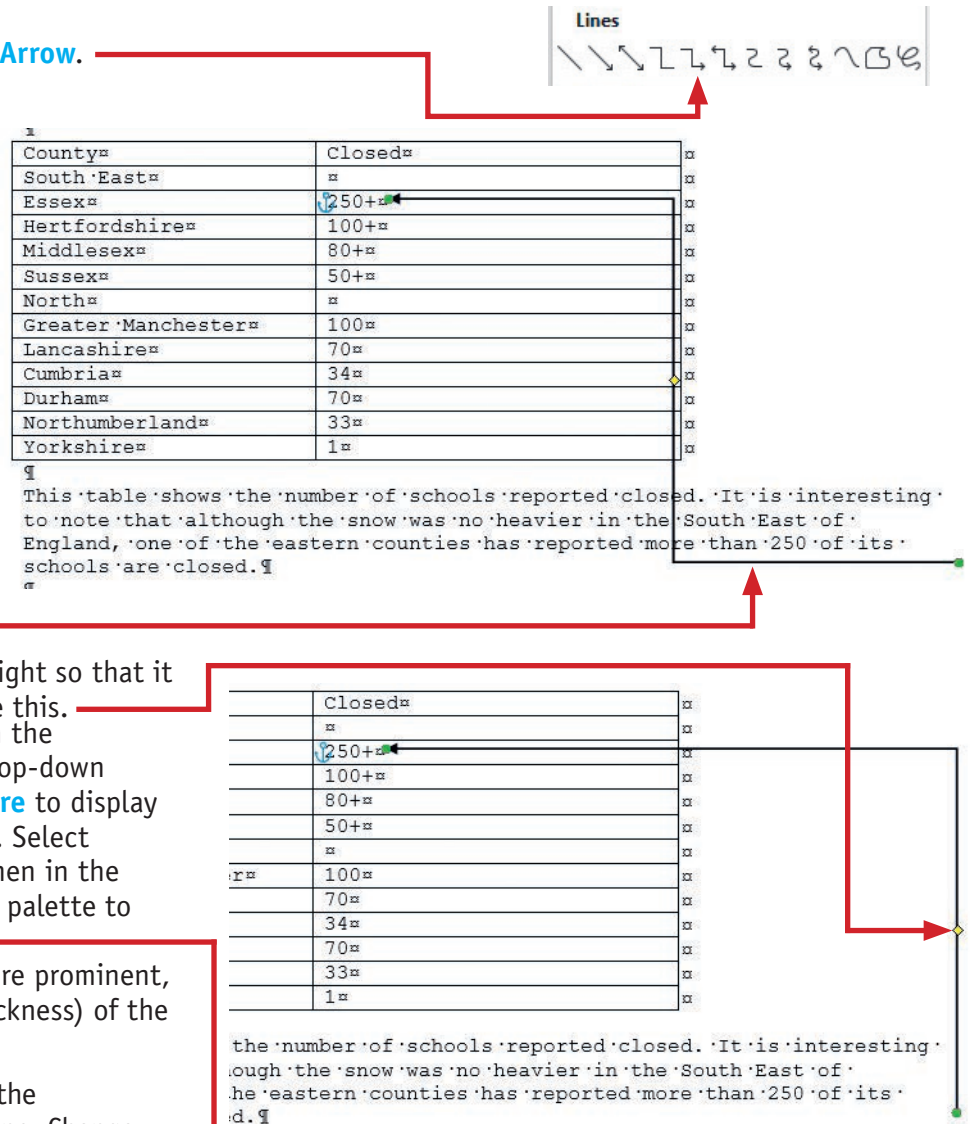 Lines
Arrow.
¶
County¤ Closed¤ ¤
South·East¤ ¤ ¤
Essex¤ 250+¤ ¤
Hertfordshire¤ 100+¤ ¤
Middlesex¤ 80+¤ ¤
Sussex¤ 50+¤ ¤
North¤ ¤ ¤
Greater·Manchester¤ 100¤ ¤
Lancashire¤ 70¤ ¤
Cumbria¤ 34¤ ¤
Durham¤ 70¤ ¤
Northumberland¤ 33¤ ¤
Yorkshire¤ 1¤ ¤
¶
This·table·shows·the·number·of·schools·reported·closed.·It·is·interesting·
to·note·that·although·the·snow·was·no·heavier·in·the·South·East·of·
England,·one·of·the·eastern·counties·has·reported·more·than·250·of·its·
schools·are·closed.¶
¶
ight so that it
e this.
the
op-down
re to display
. Select
hen in the
palette to
re prominent,
ckness) of the
the
Closed¤ ¤
¤ ¤
250+¤ ¤
100+¤ ¤
80+¤ ¤
50+¤ ¤
¤ ¤
er¤ 100¤ ¤
70¤ ¤
34¤ ¤
70¤ ¤
33¤ ¤
1¤ ¤
the·number·of·schools·reported·closed.·It·is·interesting·
ough·the·snow·was·no·heavier·in·the·South·East·of·
he·eastern·counties·has·reported·more·than·250·of·its·
d.¶